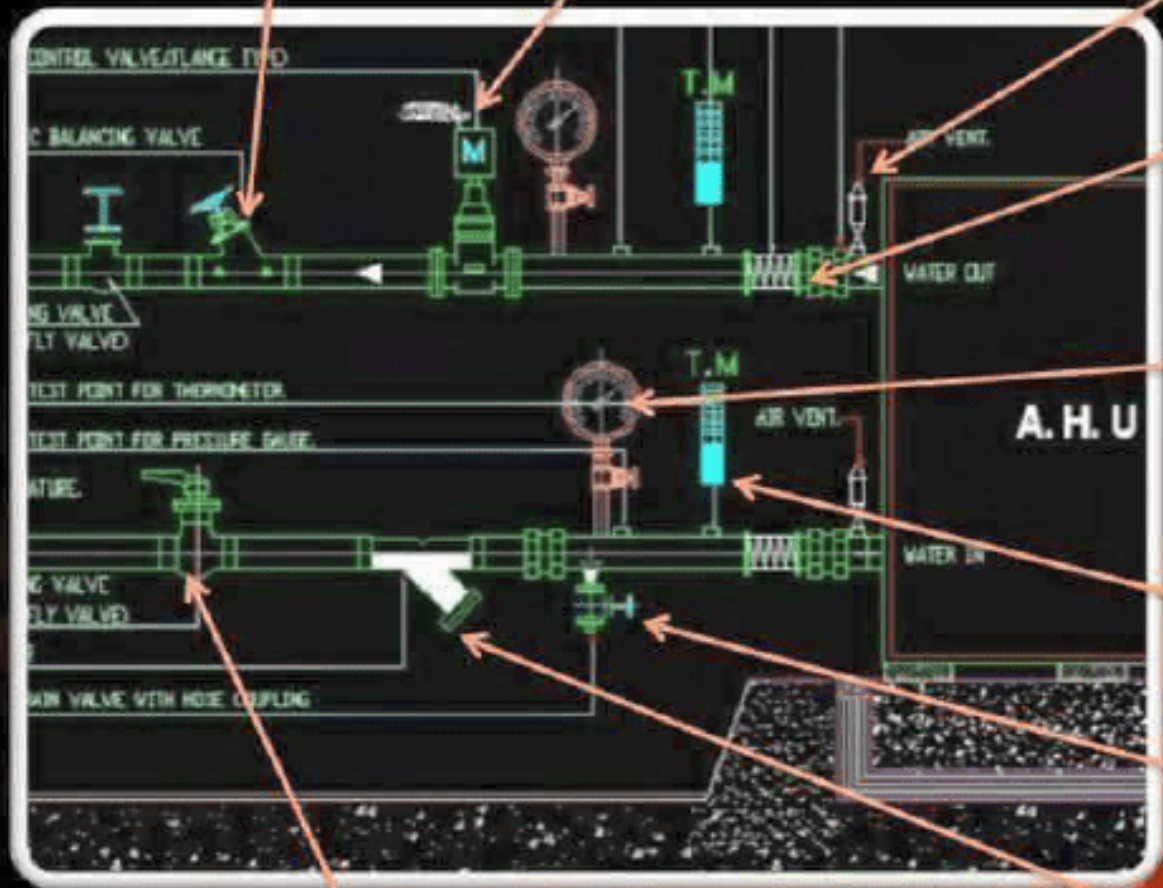 CONTROL VALVE(FLANGE TYPE)
T.M
C BALANCING VALVE
M
AIR VENT.
WATER OUT
NG VALVE
FLY VALVE)
T.M
TEST POINT FOR THERMOMETER.
AIR VENT.
A. H. U
TEST POINT FOR PRESSURE GAUGE.
ATURE.
WATER IN
NG VALVE
FLY VALVE)
AIN VALVE WITH HOSE COUPLING